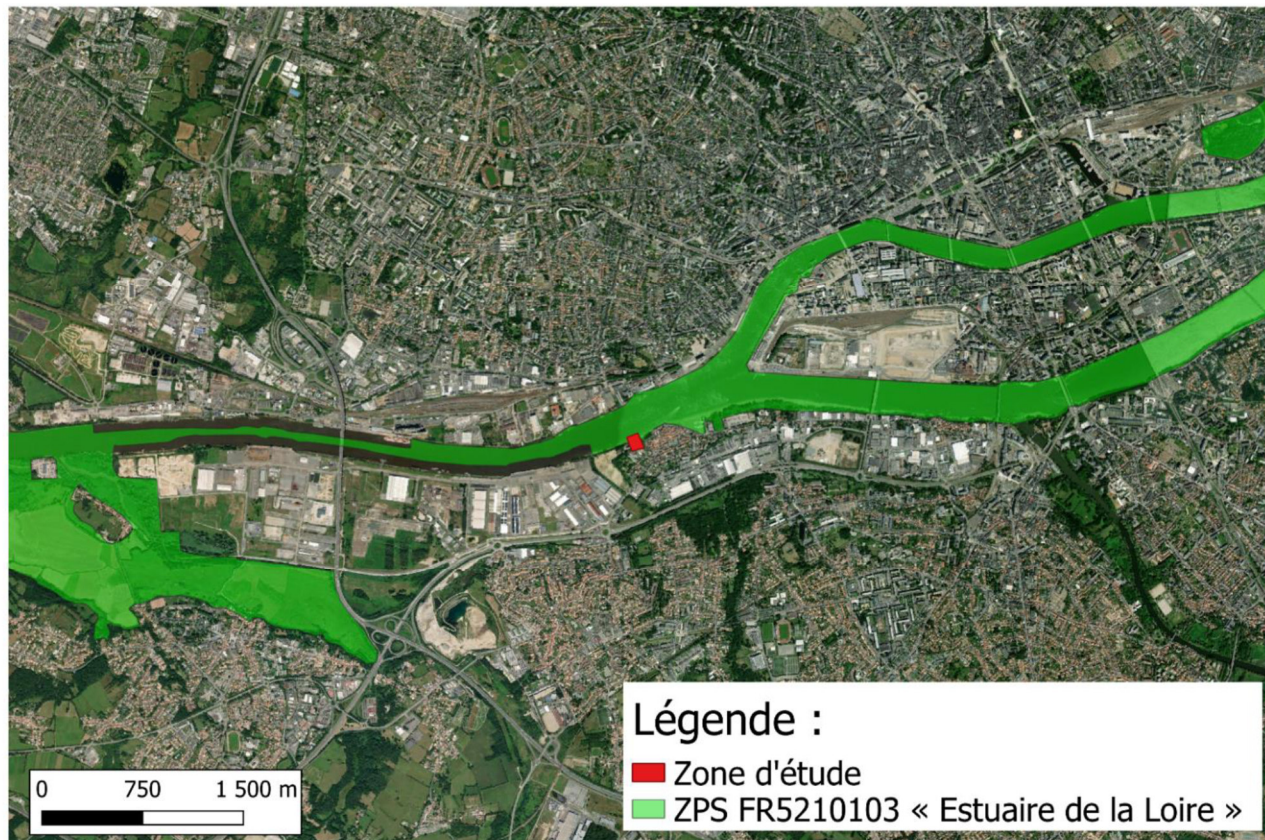 Légende :
Zone d'étude
ZPS FR5210103 « Estuaire de la Loire »
0 750 1 500 m